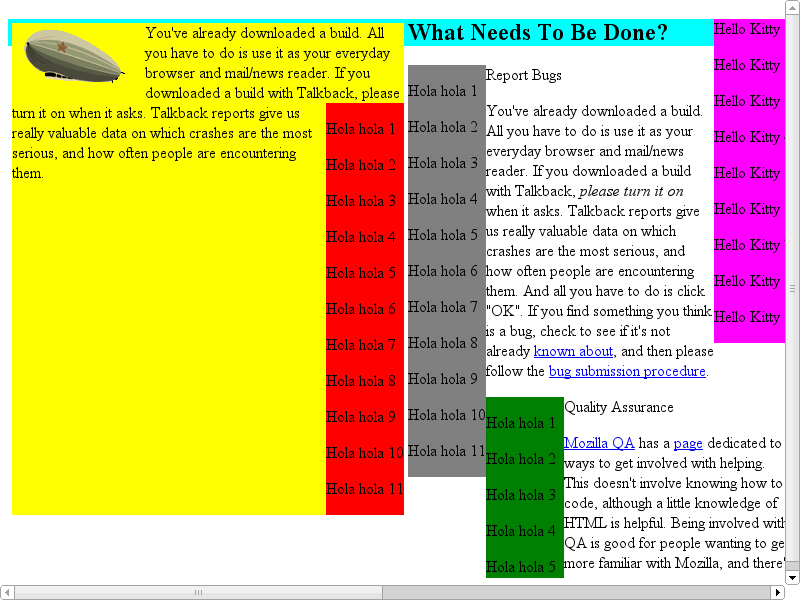 You've already downloaded a build. All
you have to do is use it as your everyday
browser and mail/news reader. If you
downloaded a build with Talkback, please
turn it on when it asks. Talkback reports give us
really valuable data on which crashes are the most
serious, and how often people are encountering
them.
Hola hola 1
Hola hola 2
Hola hola 3
Hola hola 4
Hola hola 5
Hola hola 6
Hola hola 7
Hola hola 8
Hola hola 9
Hola hola 10
Hola hola 11
What Needs To Be Done?
Hola hola 1
Hola hola 2
Hola hola 3
Hola hola 4
Hola hola 5
Hola hola 6
Hola hola 7
Hola hola 8
Hola hola 9
Hola hola 10
Hola hola 11
Report Bugs
You've already downloaded a build.
All you have to do is use it as your
everyday browser and mail/news
reader. If you downloaded a build
with Talkback, please turn it on
when it asks. Talkback reports give
us really valuable data on which
crashes are the most serious, and
how often people are encountering
them. And all you have to do is click
"OK". If you find something you think
is a bug, check to see if it's not
already known about, and then please
follow the bug submission procedure.
Hola hola 1
Hola hola 2
Hola hola 3
Hola hola 4
Hola hola 5
Quality Assurance
Mozilla QA has a page dedicated to
ways to get involved with helping.
This doesn't involve knowing how to
code, although a little knowledge of
HTML is helpful. Being involved with
QA is good for people wanting to ge
more familiar with Mozilla, and there'
Hello Kitty
Hello Kitty
Hello Kitty
Hello Kitty
Hello Kitty
Hello Kitty
Hello Kitty
Hello Kitty
Hello Kitty